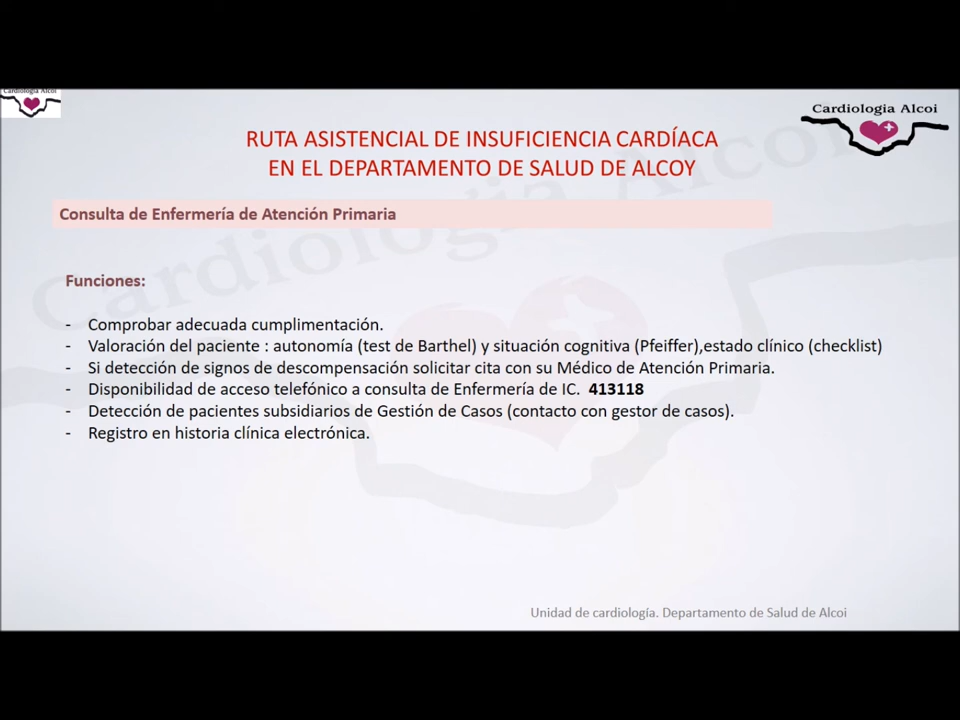 Cardiologia Alcoi
Cardiologia Alcoi
RUTA ASISTENCIAL DE INSUFICIENCIA CARDÍACA
EN EL DEPARTAMENTO DE SALUD DE ALCOY
Consulta de Enfermería de Atención Primaria
Funciones:
- Comprobar adecuada cumplimentación.
- Valoración del paciente : autonomía (test de Barthel) y situación cognitiva (Pfeiffer),estado clínico (checklist)
- Si detección de signos de descompensación solicitar cita con su Médico de Atención Primaria.
- Disponibilidad de acceso telefónico a consulta de Enfermería de IC. 413118
- Detección de pacientes subsidiarios de Gestión de Casos (contacto con gestor de casos).
- Registro en historia clínica electrónica.
Cardiologia Alcoi
Unidad de cardiología. Departamento de Salud de Alcoi